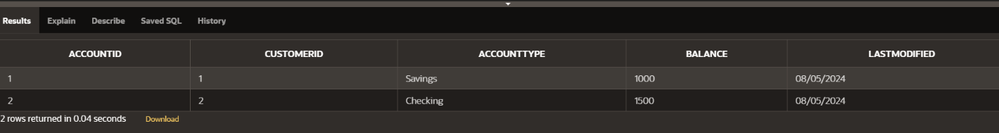 Results Explain Describe Saved SQL History
ACCOUNTID CUSTOMERID ACCOUNTTYPE BALANCE LASTMODIFIED
1 1 Savings 1000 08/05/2024
2 2 Checking 1500 08/05/2024
2 rows returned in 0.04 seconds Download